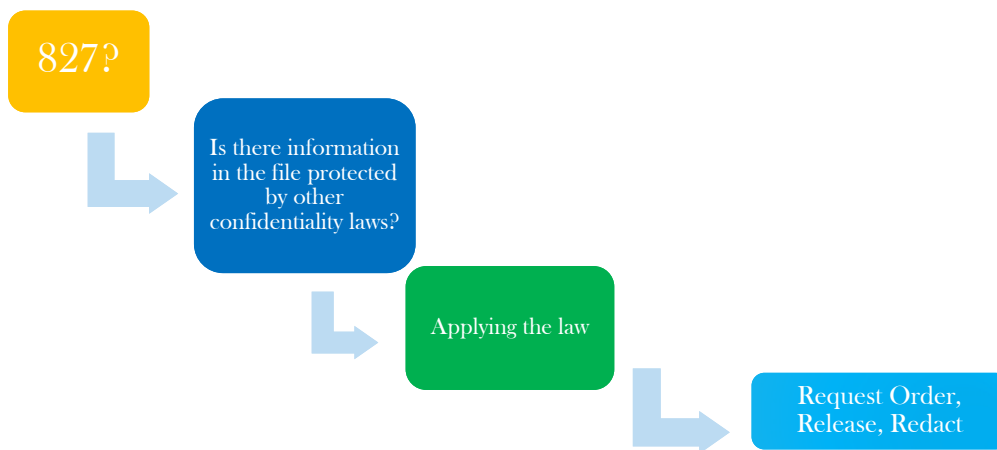 827?
Is there information
in the file protected
by other
confidentiality laws?
Applying the law
Request Order,
Release, Redact